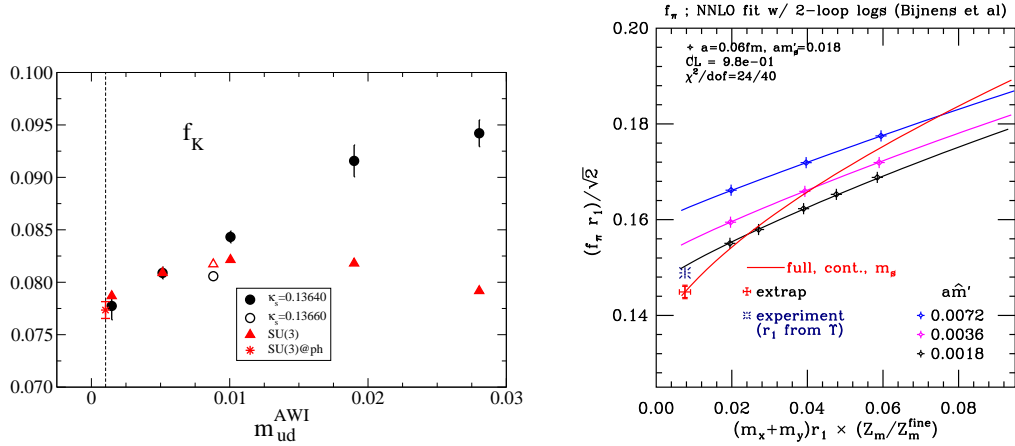 0.100
0.095
0.090
0.085
0.080
0.075
0.070
f_K
κ_s=0.13640
κ_s=0.13660
SU(3)
SU(3)@ph
0
0.01
0.02
0.03
m_ud^AWI
f_π ; NNLO fit w/ 2-loop logs (Bijnens et al)
a=0.06fm, am'_s=0.018
CL = 9.8e-01
χ²/dof=24/40
0.20
0.18
0.16
0.14
(f_π r_1)/√2
full, cont., m_s
extrap
experiment
(r_1 from ϒ)
am̂'
0.0072
0.0036
0.0018
0.00
0.02
0.04
0.06
0.08
(m_x+m_y)r_1 × (Z_m/Z_m^fine)